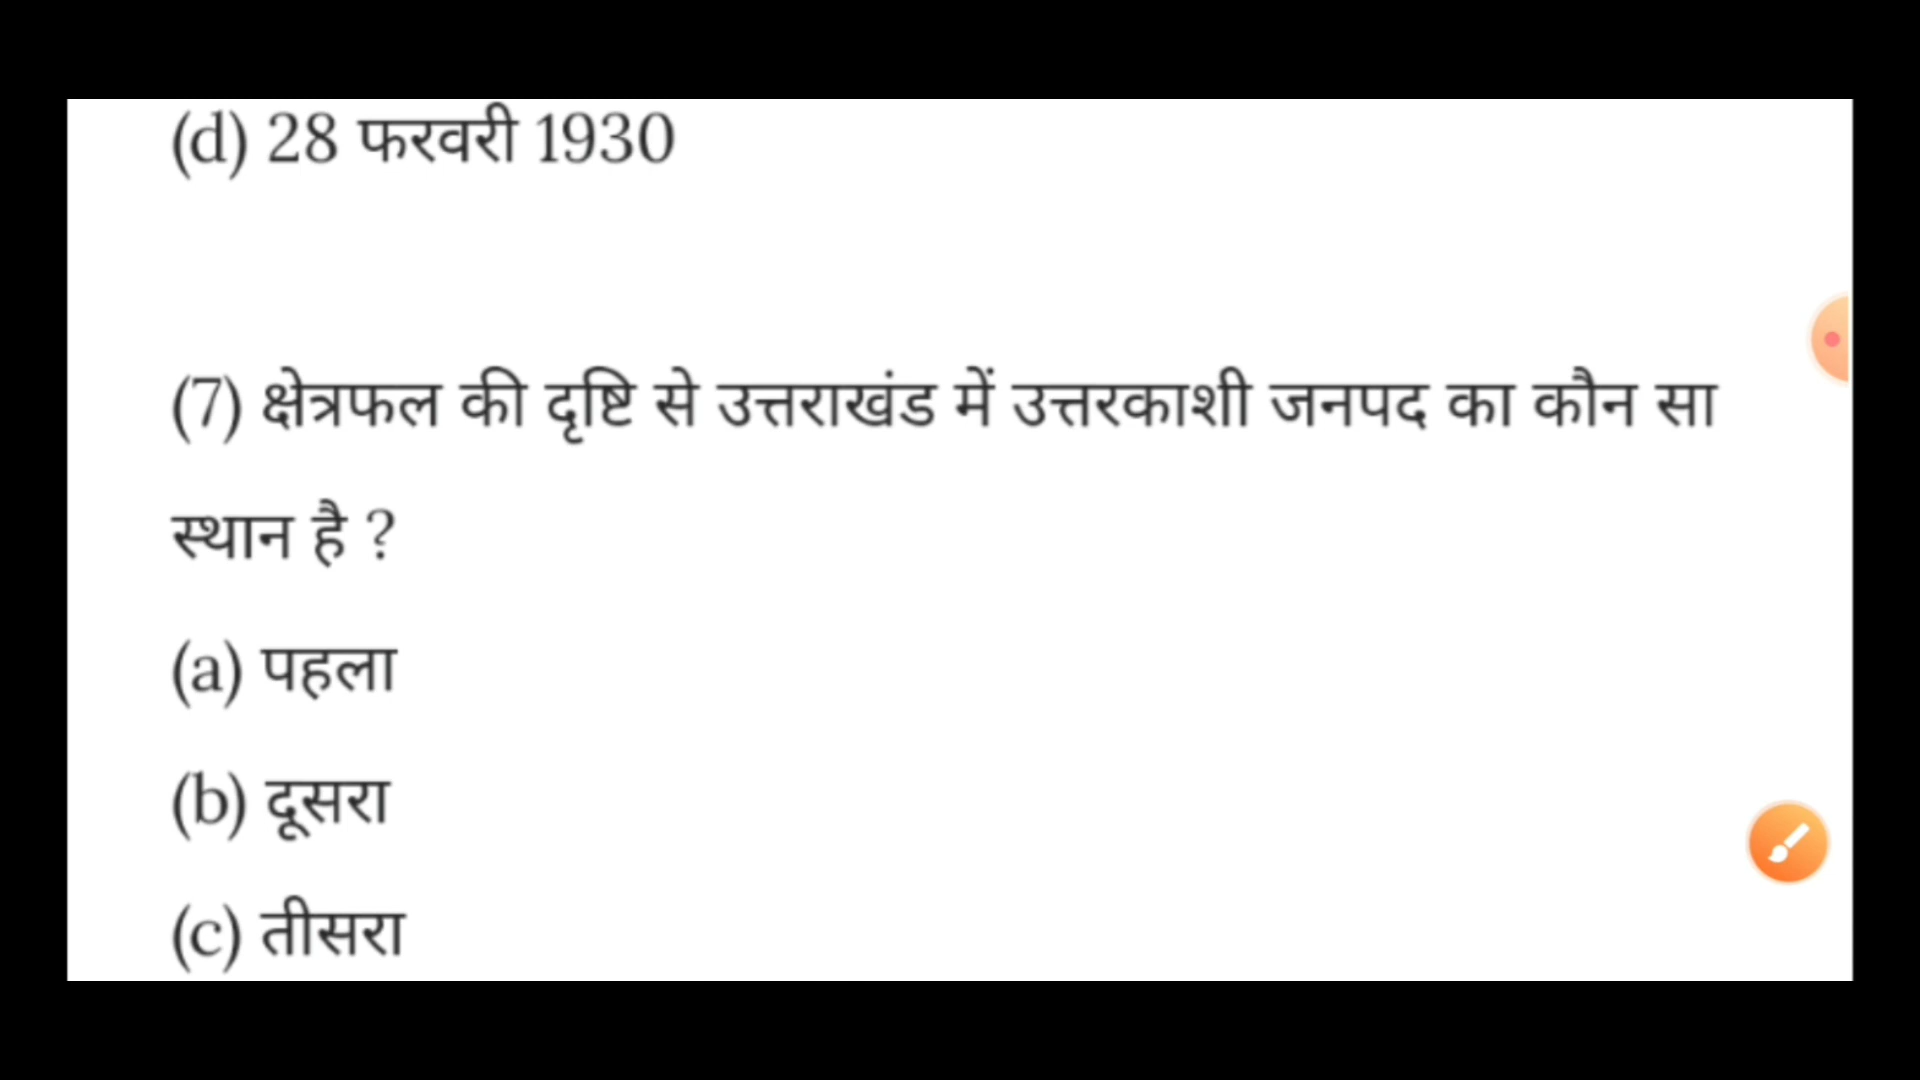 (d) 28 फरवरी 1930
(7) क्षेत्रफल की दृष्टि से उत्तराखंड में उत्तरकाशी जनपद का कौन सा
स्थान है ?
(a) पहला
(b) दूसरा
(c) तीसरा